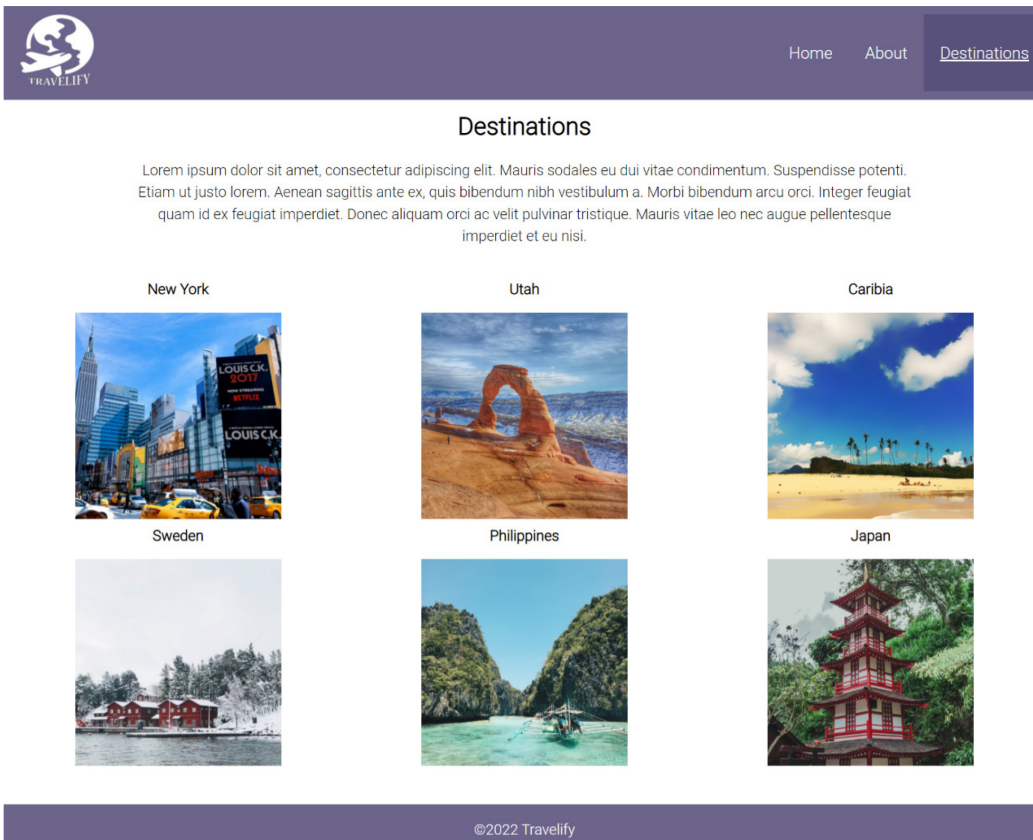 TRAVELIFY
Home About Destinations
Destinations
Lorem ipsum dolor sit amet, consectetur adipiscing elit. Mauris sodales eu dui vitae condimentum. Suspendisse potenti.
Etiam ut justo lorem. Aenean sagittis ante ex, quis bibendum nibh vestibulum a. Morbi bibendum arcu orci. Integer feugiat
quam id ex feugiat imperdiet. Donec aliquam orci ac velit pulvinar tristique. Mauris vitae leo nec augue pellentesque
imperdiet et eu nisi.
New York Utah Caribia
LOUIS C.K.
2017
NOW STREAMING
NETFLIX
LOUIS C.K.
Sweden Philippines Japan
©2022 Travelify